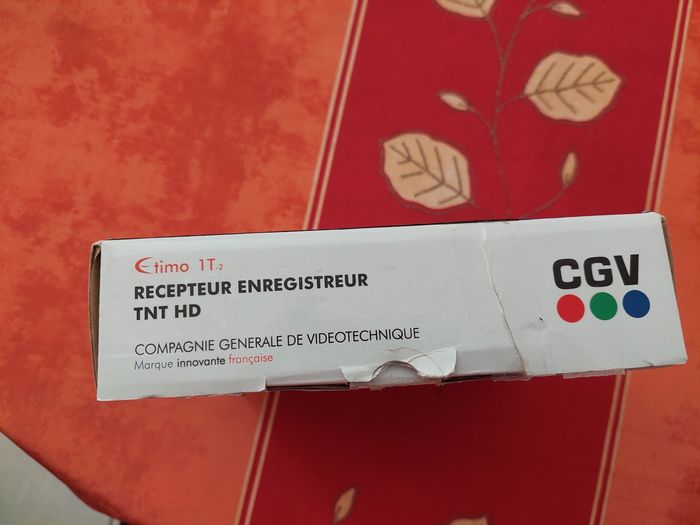 Etimo 1T-2
RECEPTEUR ENREGISTREUR
TNT HD
COMPAGNIE GENERALE DE VIDEOTECHNIQUE
Marque innovante française
CGV